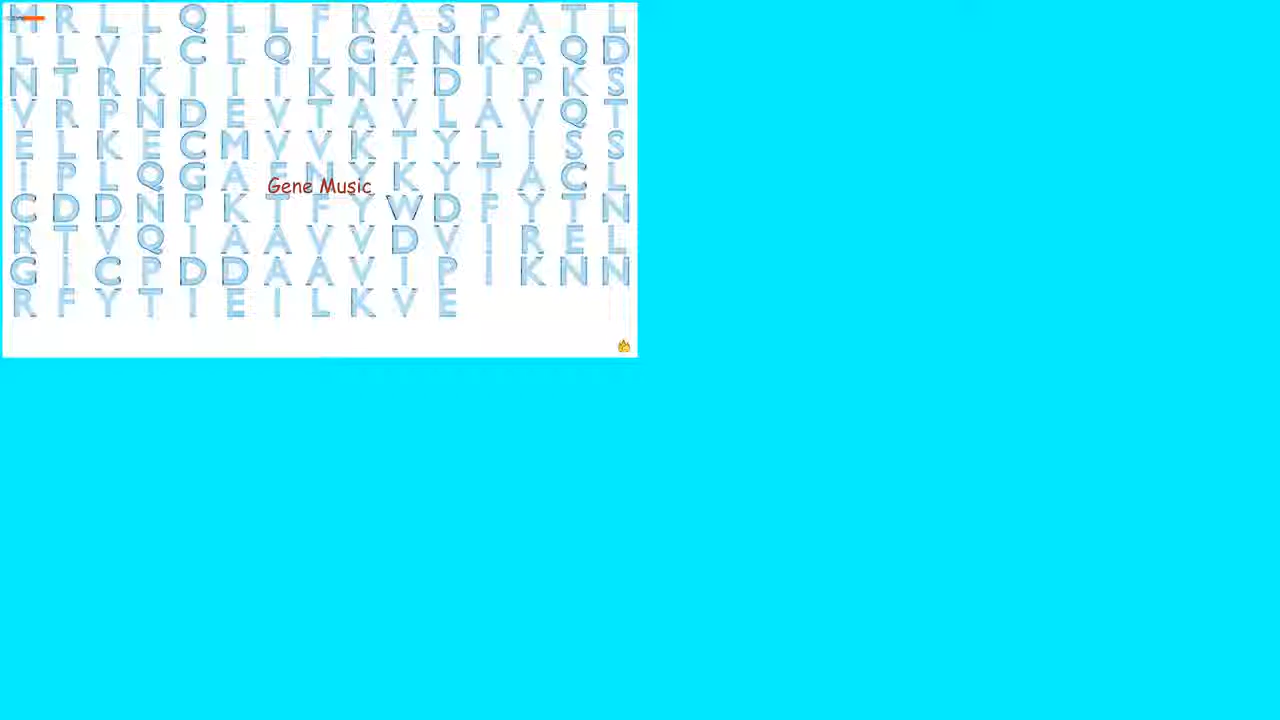 M R L L Q L L F R A S P A T L
L L V L C L Q L G A N K A Q D
N T R K I I I K N F D I P K S
V R P N D E V T A V L A V Q T
E L K E C M V V K T Y L I S S
I P L Q G A F N Y K Y T A C L
Gene Music
C D D N P K T F Y W D F Y T N
R T V Q I A A V V D V I R E L
G I C P D D A A V I P I K N N
R F Y T I E I L K V E